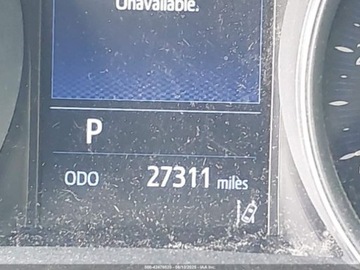 Unavailable.
P
ODO 27311 miles